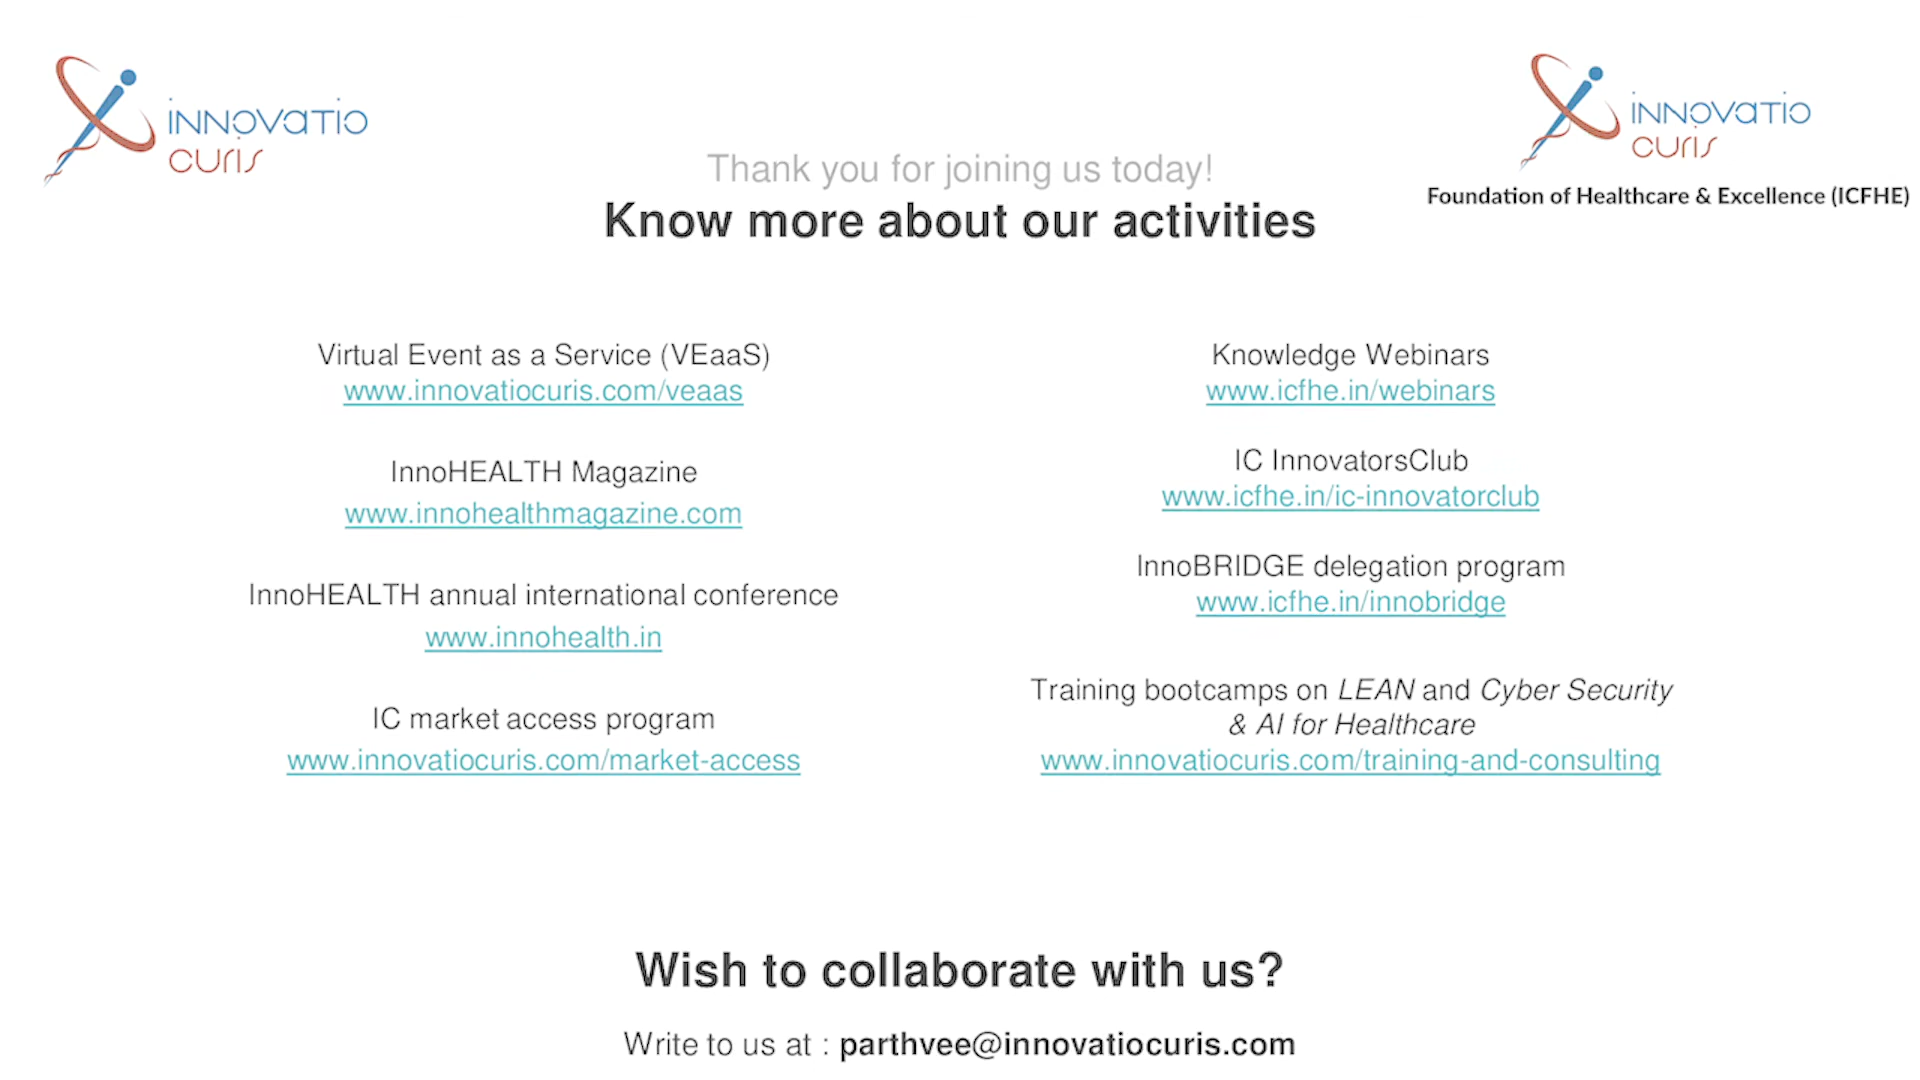 INNOVATIO
CURIS
INNOVATIO
CURIS
Foundation of Healthcare & Excellence (ICFHE)
Thank you for joining us today!
Know more about our activities
Virtual Event as a Service (VEaaS)
www.innovatiocuris.com/veaas
InnoHEALTH Magazine
www.innohealthmagazine.com
InnoHEALTH annual international conference
www.innohealth.in
IC market access program
www.innovatiocuris.com/market-access
Knowledge Webinars
www.icfhe.in/webinars
IC InnovatorsClub
www.icfhe.in/ic-innovatorclub
InnoBRIDGE delegation program
www.icfhe.in/innobridge
Training bootcamps on LEAN and Cyber Security
& AI for Healthcare
www.innovatiocuris.com/training-and-consulting
Wish to collaborate with us?
Write to us at : parthvee@innovatiocuris.com